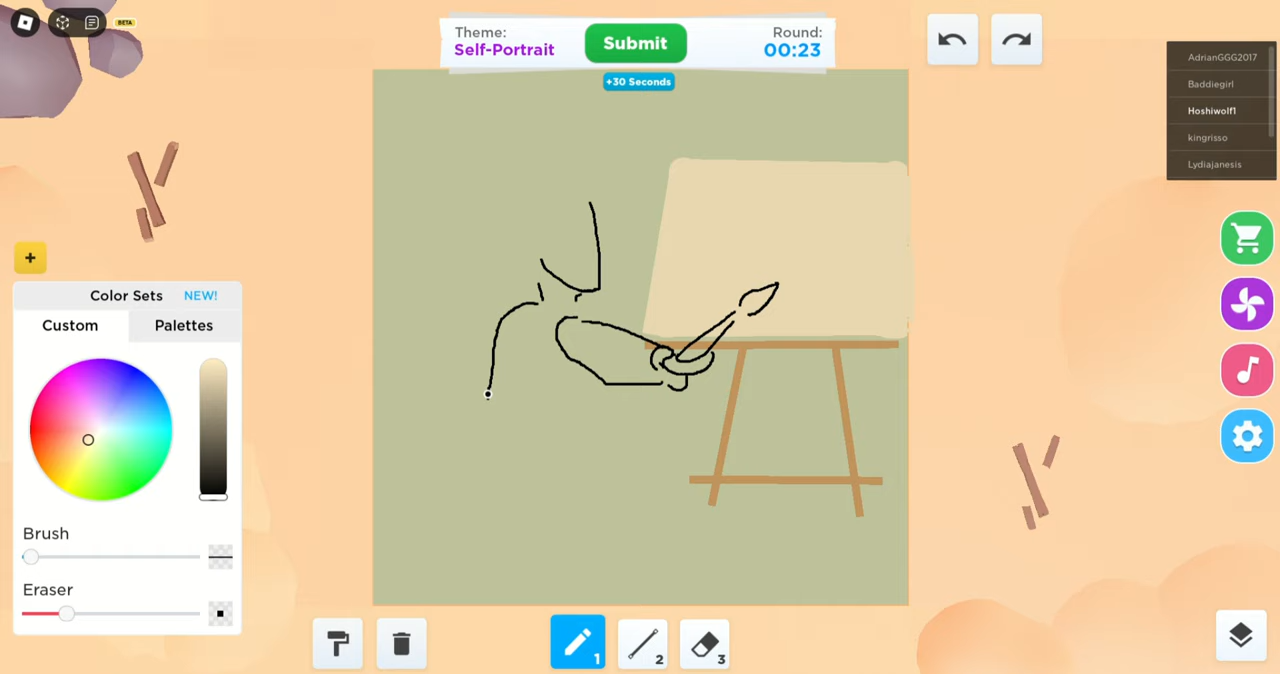 BETA
Theme:
Self-Portrait
Submit
Round:
00:23
+30 Seconds
AdrianGGG2017
Baddiegirl
Hoshiwolf1
kingrisso
Lydiajanesis
+
Color Sets NEW!
Custom Palettes
Brush
Eraser
1
2
3